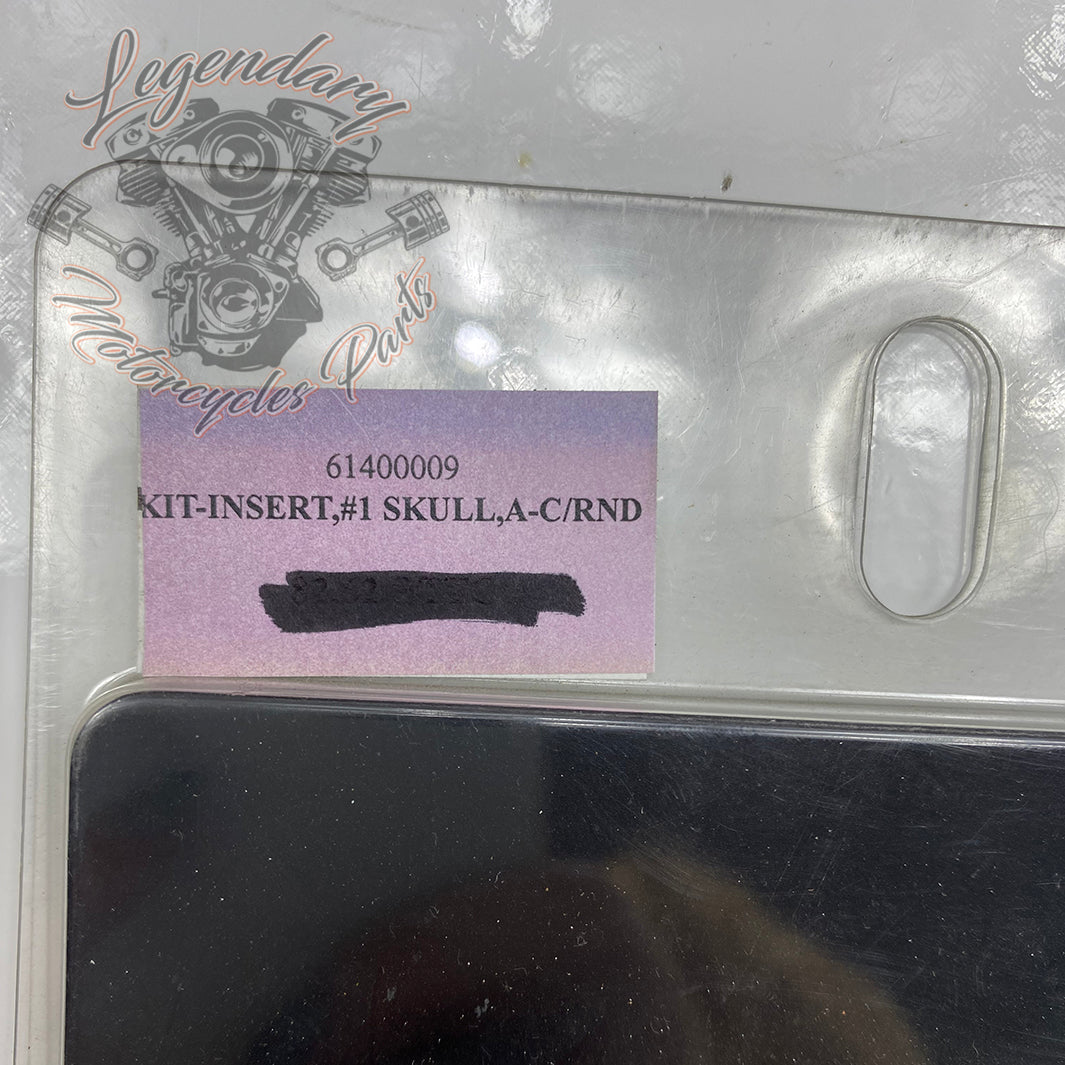 Legendary
Motorcycles Parts
61400009
KIT-INSERT,#1 SKULL,A-C/RND